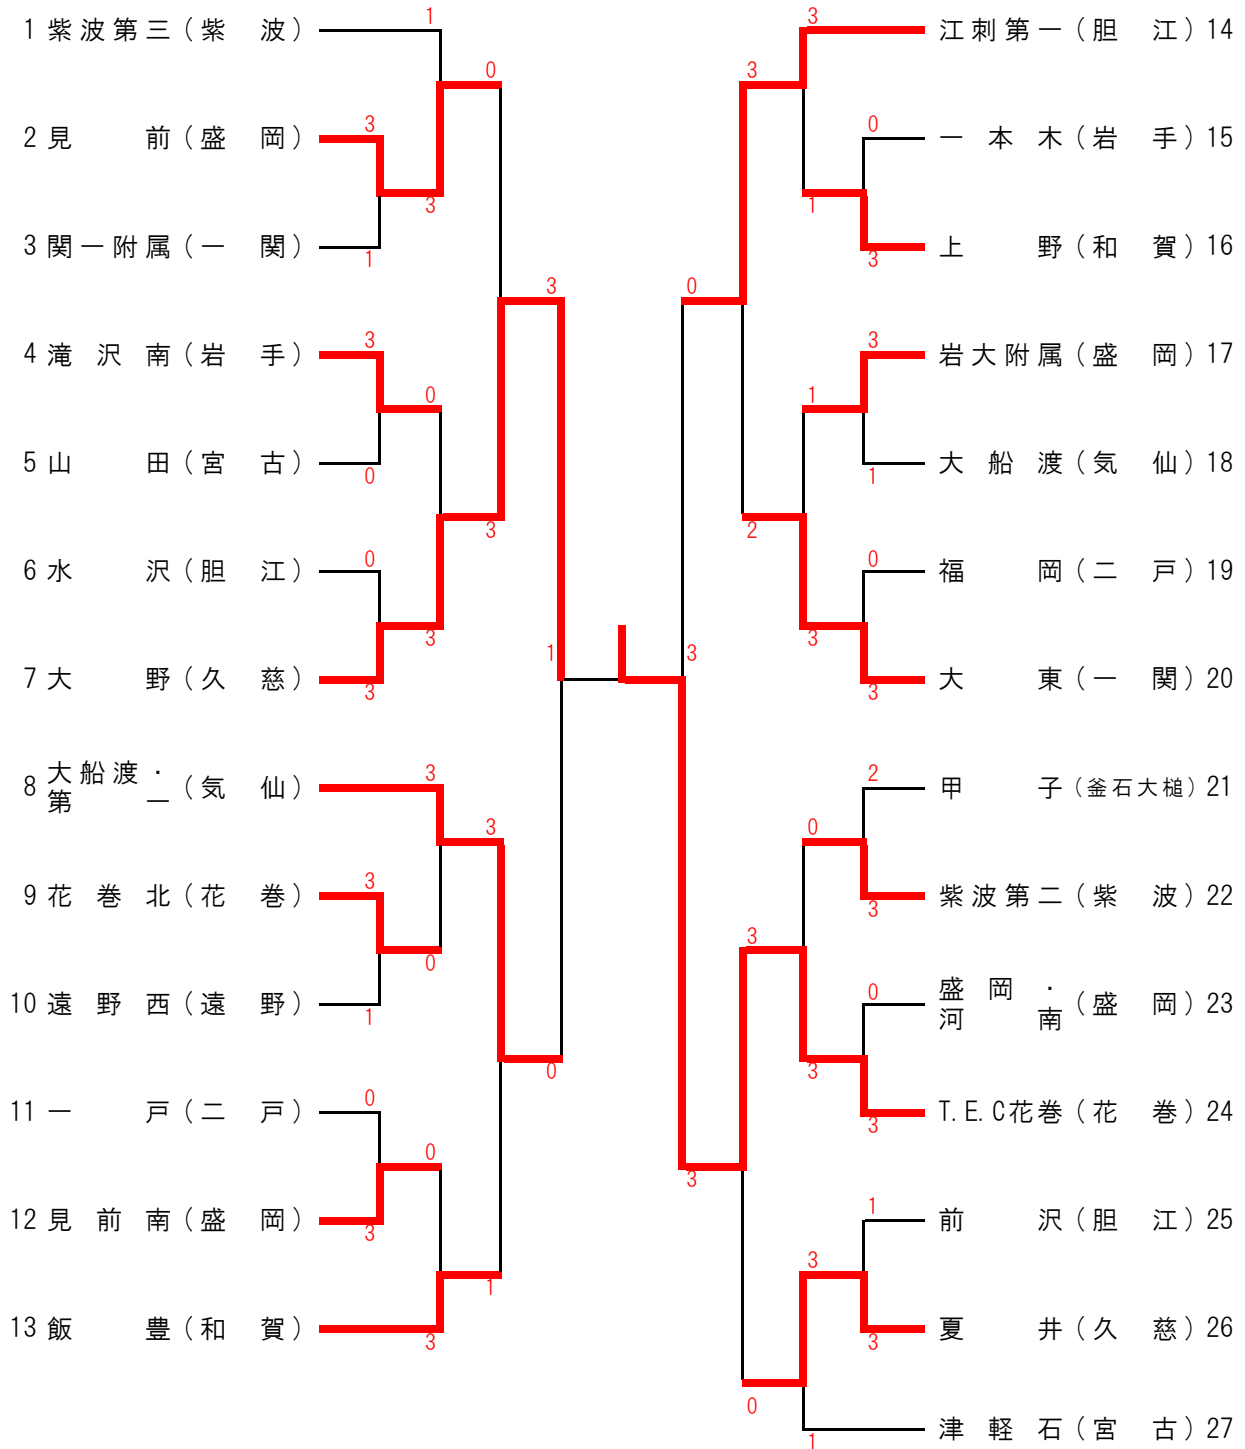 1 紫波第三(紫 波)
1
0
2 見 前(盛 岡)
3
3
3 関一附属(一 関)
1
3
4 滝沢南(岩 手)
3
0
5 山 田(宮 古)
0
3
6 水 沢(胆 江)
0
3
7 大 野(久 慈)
3
1
8 大船渡・第一(気 仙)
3
3
9 花巻北(花 巻)
3
0
10 遠野西(遠 野)
1
0
11 一 戸(二 戸)
0
0
12 見前南(盛 岡)
3
1
13 飯 豊(和 賀)
3
3
江刺第一(胆 江)14
3
0
一本木(岩 手)15
1
上 野(和 賀)16
3
0
3
岩大附属(盛 岡)17
1
大船渡(気 仙)18
1
2
0
福 岡(二 戸)19
3
大 東(一 関)20
3
3
2
甲 子(釜石大槌)21
0
紫波第二(紫 波)22
3
3
0
盛岡・河南(盛 岡)23
3
T.E.C花巻(花 巻)24
3
3
1
前 沢(胆 江)25
3
夏 井(久 慈)26
3
0
津軽石(宮 古)27
1